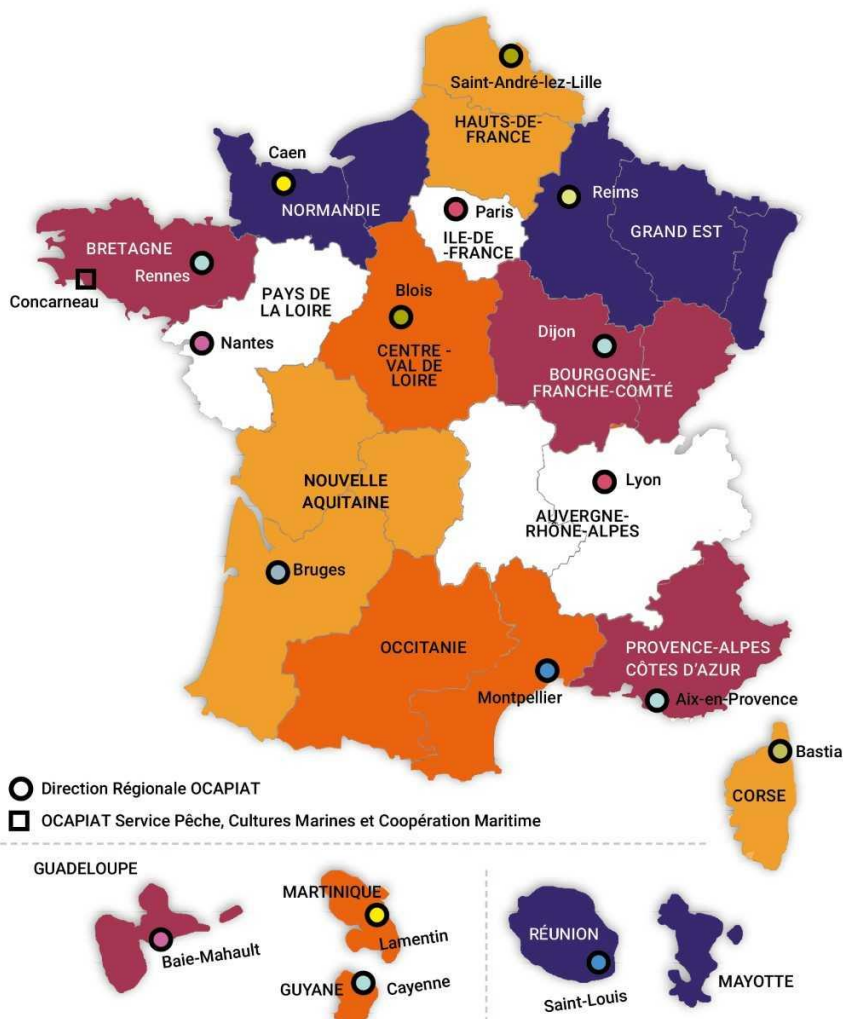 Saint-André-lez-Lille
HAUTS-DE-
FRANCE
Caen
NORMANDIE
Reims
Paris
GRAND EST
ILE-DE
-FRANCE
BRETAGNE
Rennes
Concarneau
PAYS DE
LA LOIRE
Blois
Nantes
Dijon
CENTRE -
VAL DE
LOIRE
BOURGOGNE-
FRANCHE-COMTÉ
NOUVELLE
AQUITAINE
Lyon
AUVERGNE-
RHÔNE-ALPES
Bruges
OCCITANIE
PROVENCE-ALPES
CÔTES D'AZUR
Montpellier
Aix-en-Provence
Bastia
CORSE
Direction Régionale OCAPIAT
OCAPIAT Service Pêche, Cultures Marines et Coopération Maritime
GUADELOUPE
Baie-Mahault
MARTINIQUE
Lamentin
GUYANE
Cayenne
RÉUNION
Saint-Louis
MAYOTTE